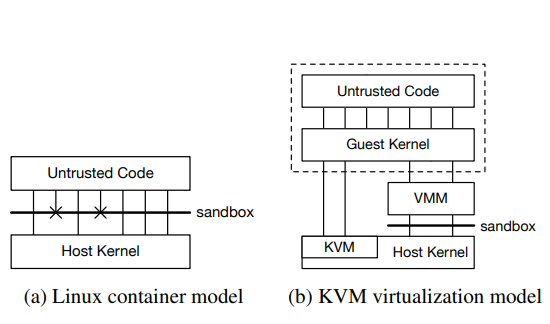 Untrusted Code
sandbox
Host Kernel
(a) Linux container model
Untrusted Code
Guest Kernel
VMM
sandbox
KVM
Host Kernel
(b) KVM virtualization model